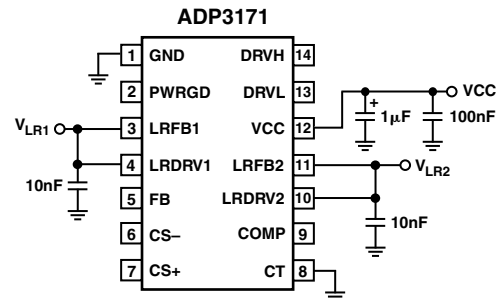 ADP3171
1 GND DRVH 14
2 PWRGD DRVL 13
VCC
+
1μF 100nF
VLR1 3 LRFB1 VCC 12
4 LRDRV1 LRFB2 11 VLR2
10nF
5 FB LRDRV2 10
10nF
6 CS– COMP 9
7 CS+ CT 8